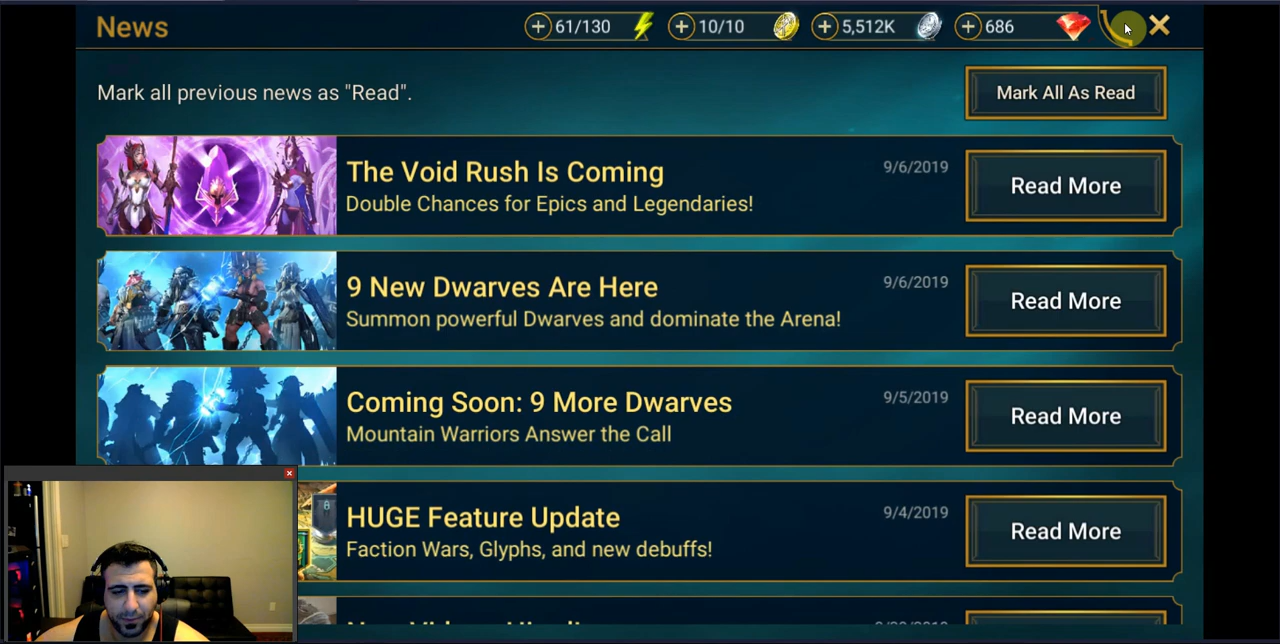 News
61/130
10/10
5,512K
686
Mark all previous news as "Read".
Mark All As Read
The Void Rush Is Coming
9/6/2019
Double Chances for Epics and Legendaries!
Read More
9 New Dwarves Are Here
9/6/2019
Summon powerful Dwarves and dominate the Arena!
Read More
Coming Soon: 9 More Dwarves
9/5/2019
Mountain Warriors Answer the Call
Read More
HUGE Feature Update
9/4/2019
Faction Wars, Glyphs, and new debuffs!
Read More